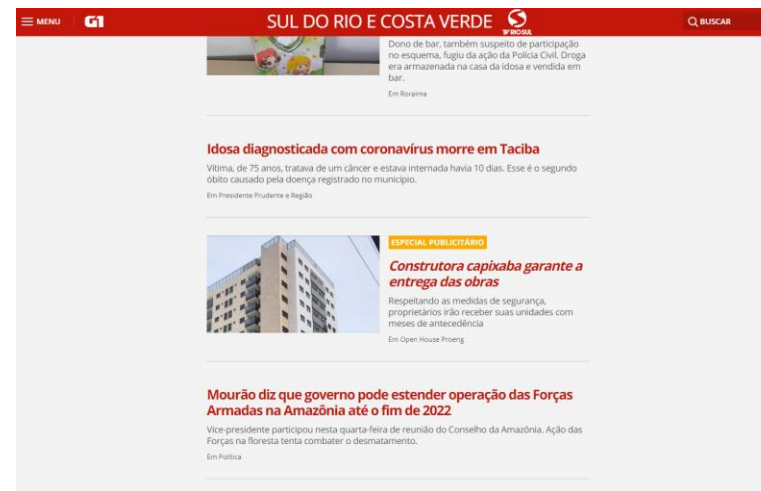 MENU G1 SUL DO RIO E COSTA VERDE TV RIO SUL BUSCAR
Dono de bar, também suspeito de participação
no esquema, fugiu da ação da Polícia Civil. Droga
era armazenada na casa da idosa e vendida em
bar.
Em Roraima
Idosa diagnosticada com coronavírus morre em Taciba
Vítima, de 75 anos, tratava de um câncer e estava internada havia 10 dias. Esse é o segundo
óbito causado pela doença registrado no município.
Em Presidente Prudente e Região
ESPECIAL PUBLICITÁRIO
Construtora capixaba garante a
entrega das obras
Respeitando as medidas de segurança,
proprietários irão receber suas unidades com
meses de antecedência
Em Open House Proeng
Mourão diz que governo pode estender operação das Forças
Armadas na Amazônia até o fim de 2022
Vice-presidente participou nesta quarta-feira de reunião do Conselho da Amazônia. Ação das
Forças na floresta tenta combater o desmatamento.
Em Política